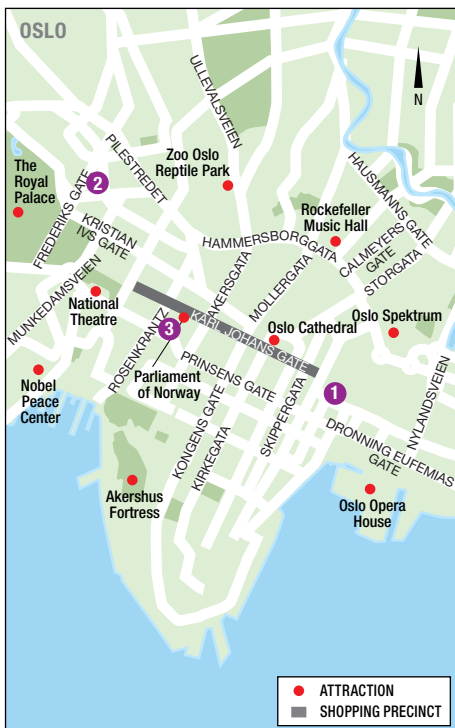 OSLO
N
ULLEVALSVEIEN
PILESTREDET
Zoo Oslo
Reptile Park
The
Royal
Palace
2
FREDERIKS GATE
KRISTIAN
IVS GATE
HAUSMANNS GATE
Rockefeller
Music Hall
HAMMERSBORGGATA
CALMEYERS
GATE
STORGATA
MUNKEDAMSVEIEN
National
Theatre
AKERSGATA
MOLLERGATA
KARL JOHANS GATE
Oslo Cathedral
Oslo Spektrum
3
ROSENKRANTZ
Parliament
of Norway
PRINSENS GATE
Nobel
Peace
Center
1
NYLANDSVEIEN
SKIPPERGATA
KONGENS GATE
KIRKEGATA
DRONNING EUFEMIAS
GATE
Akershus
Fortress
Oslo Opera
House
ATTRACTION
SHOPPING PRECINCT